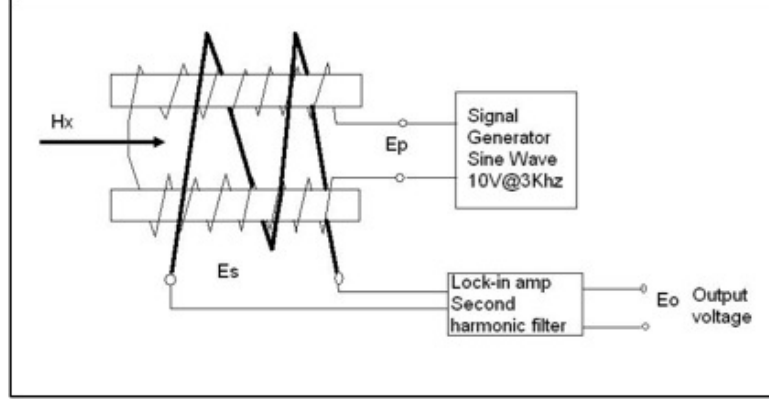 Hx
Ep
Signal
Generator
Sine Wave
10V@3Khz
Es
Lock-in amp
Second
harmonic filter
Eo
Output
voltage